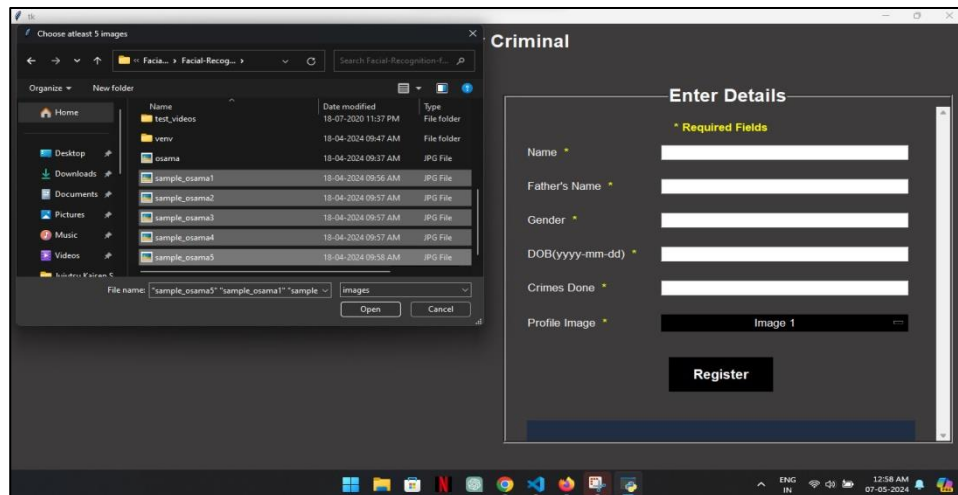 tk
Choose atleast 5 images
Criminal
« Facia... › Facial-Recog... ›
Search Facial-Recognition-f...
Organize
New folder
Name
Date modified
Type
Home
test_videos
18-07-2020 11:37 PM
File folder
venv
18-04-2024 09:47 AM
File folder
Desktop
osama
18-04-2024 09:37 AM
JPG File
Downloads
sample_osama1
18-04-2024 09:56 AM
JPG File
Documents
sample_osama2
18-04-2024 09:57 AM
JPG File
Pictures
sample_osama3
18-04-2024 09:57 AM
JPG File
Music
sample_osama4
18-04-2024 09:57 AM
JPG File
Videos
sample_osama5
18-04-2024 09:58 AM
JPG File
File name:
"sample_osama5" "sample_osama1" "sample
images
Open
Cancel
Enter Details
* Required Fields
Name *
Father's Name *
Gender *
DOB(yyyy-mm-dd) *
Crimes Done *
Profile Image *
Image 1
Register
ENG
IN
12:58 AM
07-05-2024